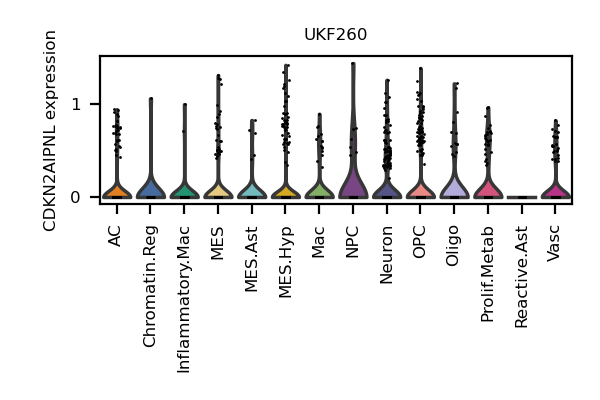 UKF260
CDKN2AIPNL expression
1
0
AC
Chromatin.Reg
Inflammatory.Mac
MES
MES.Ast
MES.Hyp
Mac
NPC
Neuron
OPC
Oligo
Prolif.Metab
Reactive.Ast
Vasc